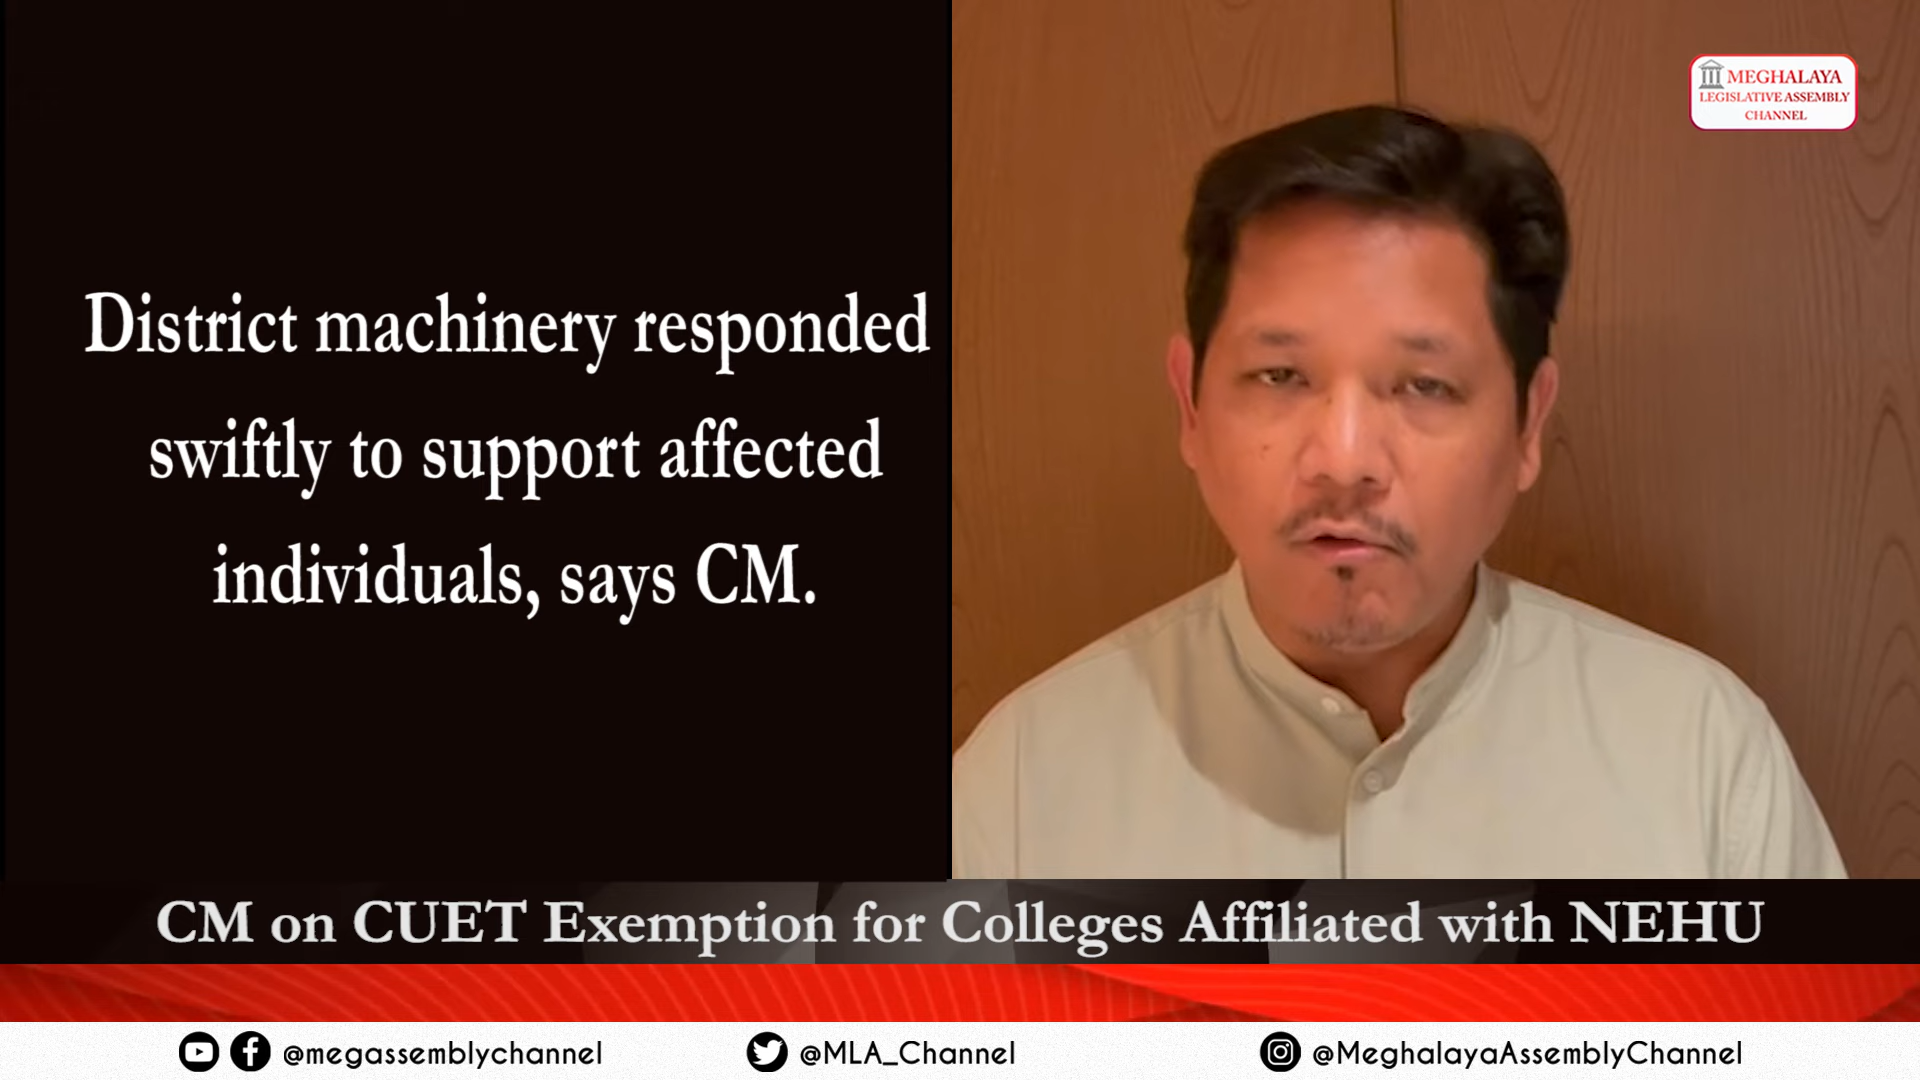 MEGHALAYA
LEGISLATIVE ASSEMBLY
CHANNEL
District machinery responded
swiftly to support affected
individuals, says CM.
CM on CUET Exemption for Colleges Affiliated with NEHU
@megassemblychannel
@MLA_Channel
@MeghalayaAssemblyChannel